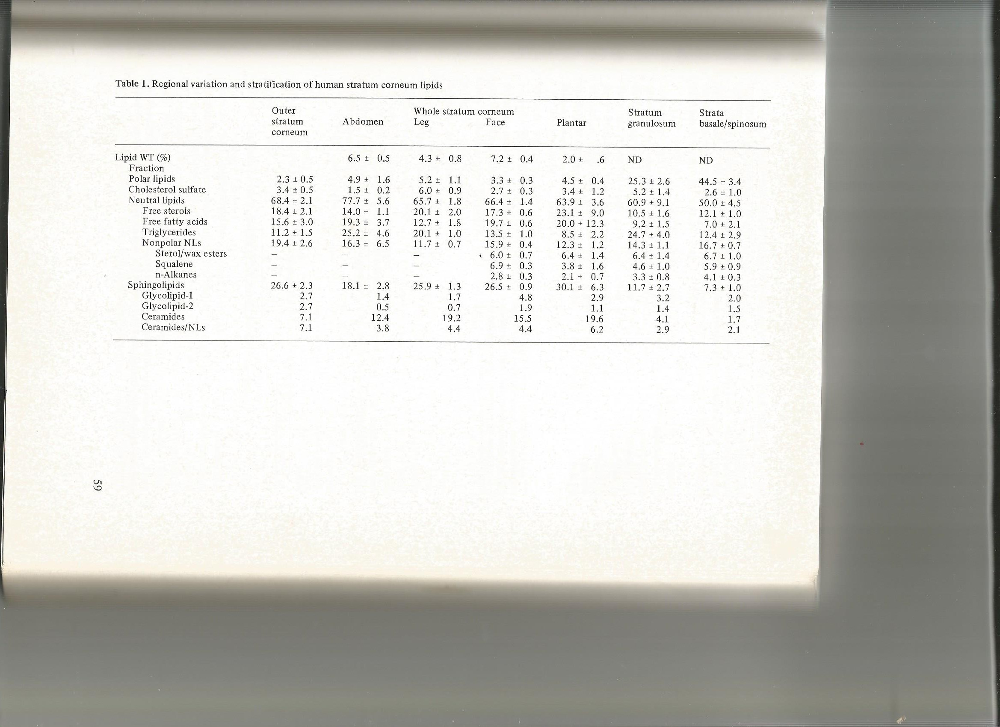 Table 1. Regional variation and stratification of human stratum corneum lipids
Outer stratum corneum Abdomen Whole stratum corneum Leg Face Plantar Stratum granulosum Strata basale/spinosum
Lipid WT (%) 6.5 ± 0.5 4.3 ± 0.8 7.2 ± 0.4 2.0 ± .6 ND ND
Fraction
Polar lipids 2.3 ± 0.5 4.9 ± 1.6 5.2 ± 1.1 3.3 ± 0.3 4.5 ± 0.4 25.3 ± 2.6 44.5 ± 3.4
Cholesterol sulfate 3.4 ± 0.5 1.5 ± 0.2 6.0 ± 0.9 2.7 ± 0.3 3.4 ± 1.2 5.2 ± 1.4 2.6 ± 1.0
Neutral lipids 68.4 ± 2.1 77.7 ± 5.6 65.7 ± 1.8 66.4 ± 1.4 63.9 ± 3.6 60.9 ± 9.1 50.0 ± 4.5
Free sterols 18.4 ± 2.1 14.0 ± 1.1 20.1 ± 2.0 17.3 ± 0.6 23.1 ± 9.0 10.5 ± 1.6 12.1 ± 1.0
Free fatty acids 15.6 ± 3.0 19.3 ± 3.7 12.7 ± 1.8 19.7 ± 0.6 20.0 ± 12.3 9.2 ± 1.5 7.0 ± 2.1
Triglycerides 11.2 ± 1.5 25.2 ± 4.6 20.1 ± 1.0 13.5 ± 1.0 8.5 ± 2.2 24.7 ± 4.0 12.4 ± 2.9
Nonpolar NLs 19.4 ± 2.6 16.3 ± 6.5 11.7 ± 0.7 15.9 ± 0.4 12.3 ± 1.2 14.3 ± 1.1 16.7 ± 0.7
Sterol/wax esters – – – 6.0 ± 0.7 6.4 ± 1.4 6.4 ± 1.4 6.7 ± 1.0
Squalene – – – 6.9 ± 0.3 3.8 ± 1.6 4.6 ± 1.0 5.9 ± 0.9
n-Alkanes – – – 2.8 ± 0.3 2.1 ± 0.7 3.3 ± 0.8 4.1 ± 0.3
Sphingolipids 26.6 ± 2.3 18.1 ± 2.8 25.9 ± 1.3 26.5 ± 0.9 30.1 ± 6.3 11.7 ± 2.7 7.3 ± 1.0
Glycolipid-1 2.7 1.4 1.7 4.8 2.9 3.2 2.0
Glycolipid-2 2.7 0.5 0.7 1.9 1.1 1.4 1.5
Ceramides 7.1 12.4 19.2 15.5 19.6 4.1 1.7
Ceramides/NLs 7.1 3.8 4.4 4.4 6.2 2.9 2.1
59